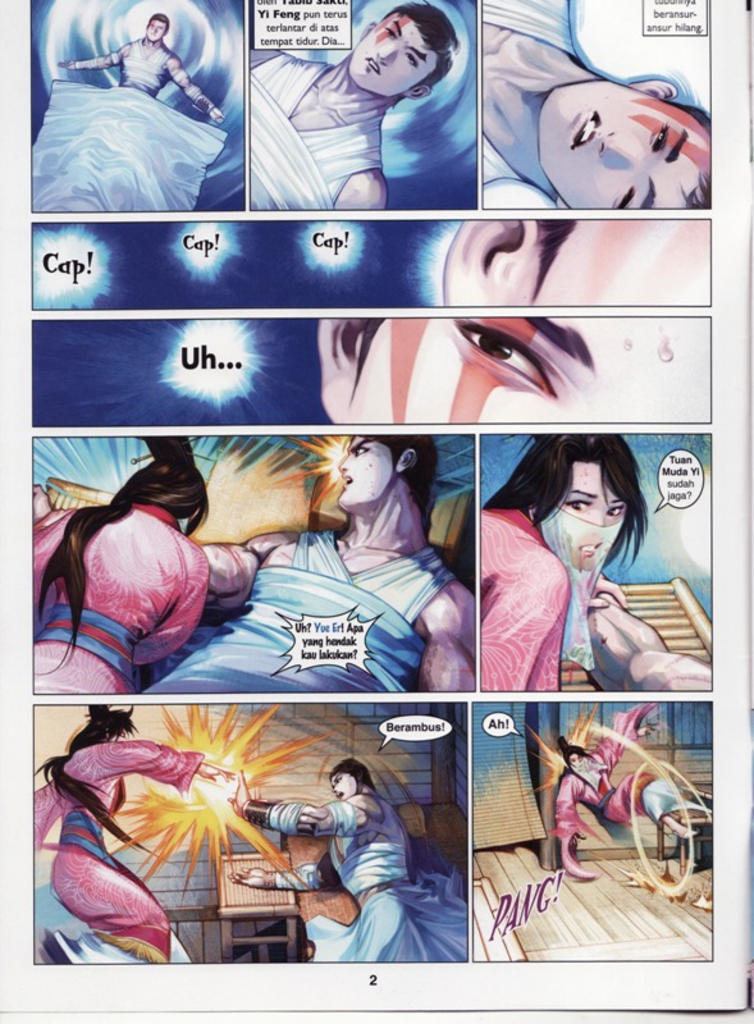 oleh Tabib Sakti,
Yi Feng pun terus
terlantar di atas
tempat tidur. Dia...
tubuhnya
beransur-
ansur hilang.
Cap!
Cap!
Cap!
Uh...
Uh? Yue Er! Apa
yang hendak
kau lakukan?
Tuan
Muda Yi
sudah
jaga?
Berambus!
Ah!
PANG!
2